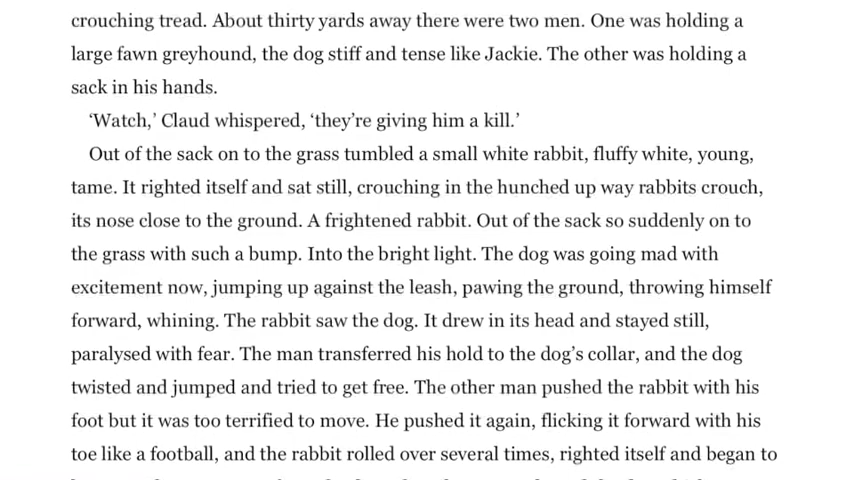 crouching tread. About thirty yards away there were two men. One was holding a
large fawn greyhound, the dog stiff and tense like Jackie. The other was holding a
sack in his hands.
‘Watch,’ Claud whispered, ‘they’re giving him a kill.’
Out of the sack on to the grass tumbled a small white rabbit, fluffy white, young,
tame. It righted itself and sat still, crouching in the hunched up way rabbits crouch,
its nose close to the ground. A frightened rabbit. Out of the sack so suddenly on to
the grass with such a bump. Into the bright light. The dog was going mad with
excitement now, jumping up against the leash, pawing the ground, throwing himself
forward, whining. The rabbit saw the dog. It drew in its head and stayed still,
paralysed with fear. The man transferred his hold to the dog’s collar, and the dog
twisted and jumped and tried to get free. The other man pushed the rabbit with his
foot but it was too terrified to move. He pushed it again, flicking it forward with his
toe like a football, and the rabbit rolled over several times, righted itself and began to